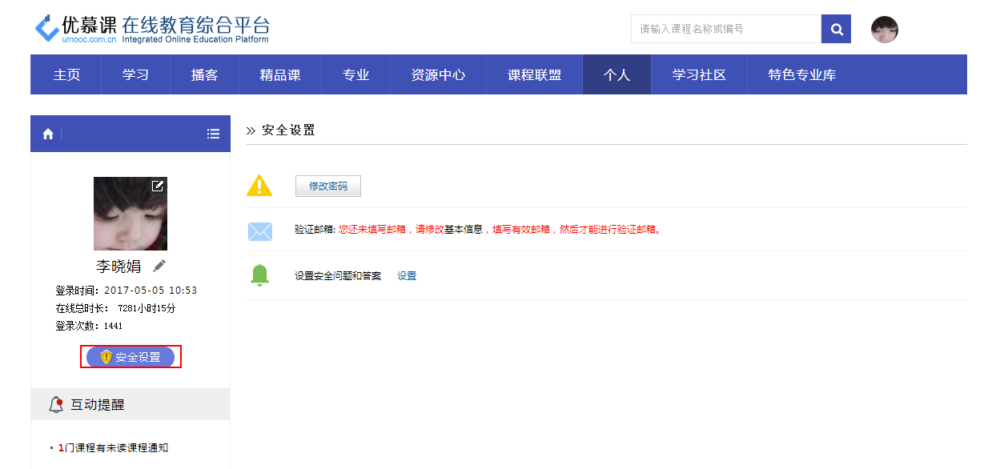 优慕课 在线教育综合平台
umooc.com.cn Integrated Online Education Platform
请输入课程名称或编号
主页 学习 播客 精品课 专业 资源中心 课程联盟 个人 学习社区 特色专业库
安全设置
修改密码
验证邮箱: 您还未填写邮箱，请修改基本信息，填写有效邮箱，然后才能进行验证邮箱。
设置安全问题和答案 设置
李晓娟
登录时间：2017-05-05 10:53
在线总时长： 7281小时15分
登录次数：1441
安全设置
互动提醒
1门课程有未读课程通知